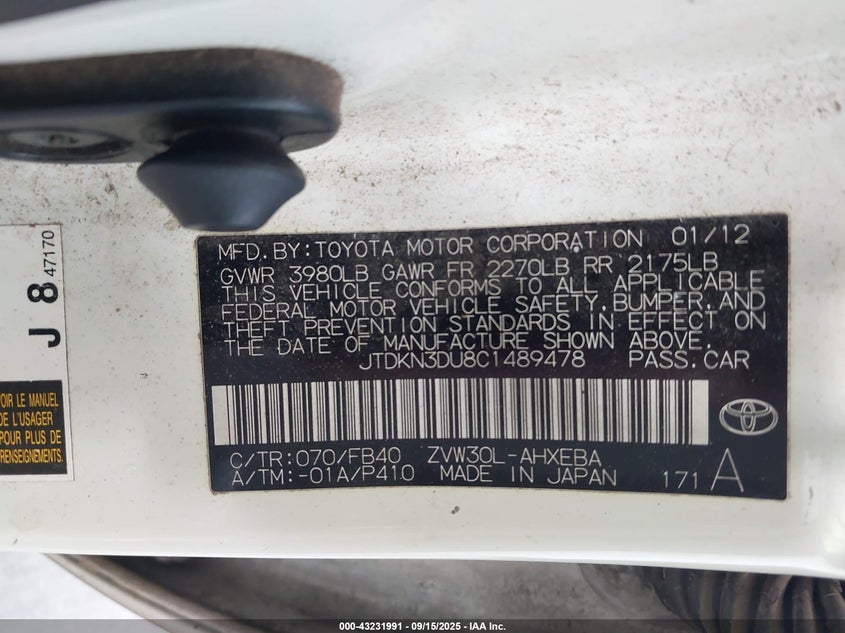 MFD.BY:TOYOTA MOTOR CORPORATION 01/12
GVWR 3980LB GAWR FR 2270LB RR 2175LB
THIS VEHICLE CONFORMS TO ALL APPLICABLE
FEDERAL MOTOR VEHICLE SAFETY,BUMPER,AND
THEFT PREVENTION STANDARDS IN EFFECT ON
THE DATE OF MANUFACTURE SHOWN ABOVE.
JTDKN3DU8C1489478 PASS.CAR
C/TR:070/FB40 ZVW30L-AHXEBA
A/TM:-01A/P410 MADE IN JAPAN 171 A
J 8 47170
VOIR LE MANUEL
DE L'USAGER
POUR PLUS DE
RENSEIGNEMENTS.
000-43231991 - 09/15/2025 - IAA Inc.